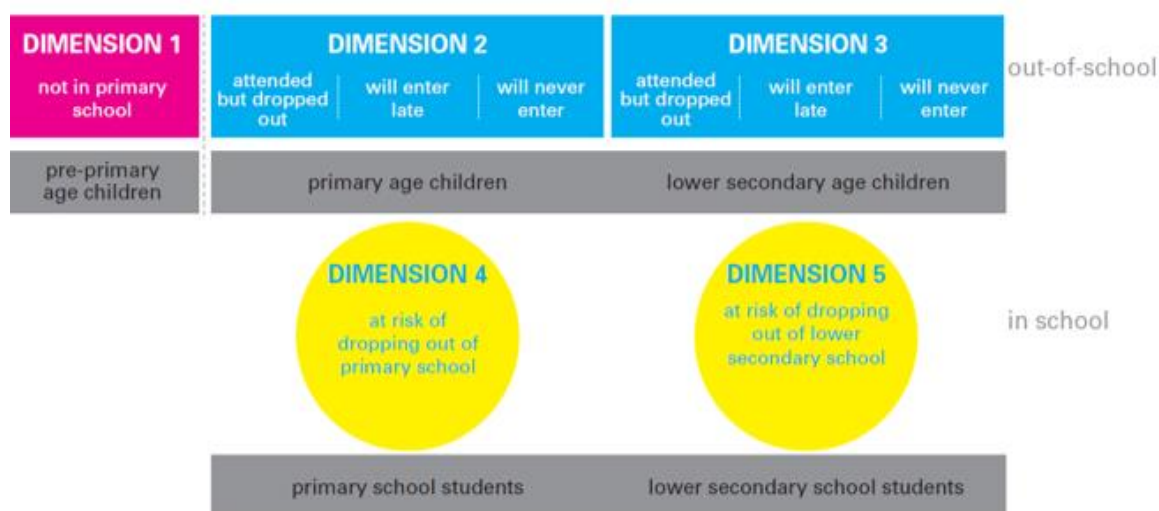 DIMENSION 1
not in primary
school
DIMENSION 2
attended
but dropped
out
will enter
late
will never
enter
DIMENSION 3
attended
but dropped
out
will enter
late
will never
enter
out-of-school
pre-primary
age children
primary age children
lower secondary age children
DIMENSION 4
at risk of
dropping out of
primary school
DIMENSION 5
at risk of dropping
out of lower
secondary school
in school
primary school students
lower secondary school students